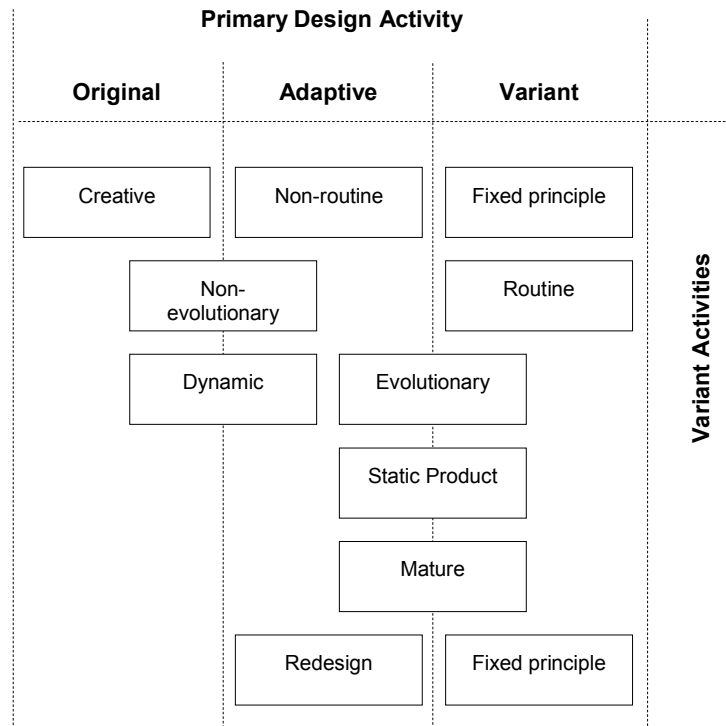 Primary Design Activity
Original Adaptive Variant
Creative Non-routine Fixed principle
Non-
evolutionary
Routine
Dynamic Evolutionary
Static Product
Mature
Redesign Fixed principle
Variant Activities